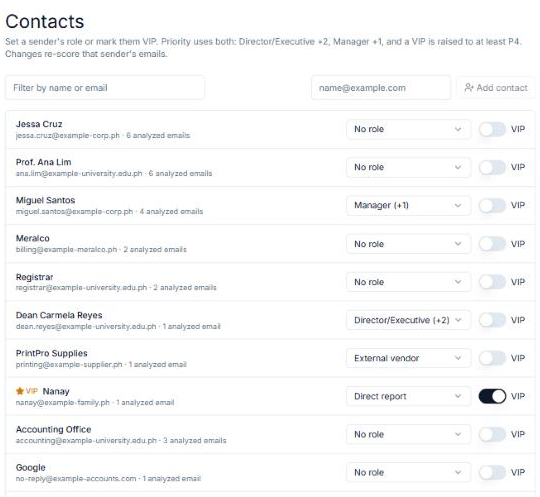 Contacts
Set a sender's role or mark them VIP. Priority uses both: Director/Executive +2, Manager +1, and a VIP is raised to at least P4.
Changes re-score that sender's emails.
Filter by name or email
name@example.com
Add contact
Jessa Cruz
jessa.cruz@example-corp.ph · 6 analyzed emails
No role
VIP
Prof. Ana Lim
ana.lim@example-university.edu.ph · 6 analyzed emails
No role
VIP
Miguel Santos
miguel.santos@example-corp.ph · 4 analyzed emails
Manager (+1)
VIP
Meralco
billing@example-meralco.ph · 2 analyzed emails
No role
VIP
Registrar
registrar@example-university.edu.ph · 2 analyzed emails
No role
VIP
Dean Carmela Reyes
dean.reyes@example-university.edu.ph · 1 analyzed email
Director/Executive (+2)
VIP
PrintPro Supplies
printing@example-supplier.ph · 1 analyzed email
External vendor
VIP
VIP Nanay
nanay@example-family.ph · 1 analyzed email
Direct report
VIP
Accounting Office
accounting@example-university.edu.ph · 3 analyzed emails
No role
VIP
Google
no-reply@example-accounts.com · 1 analyzed email
No role
VIP